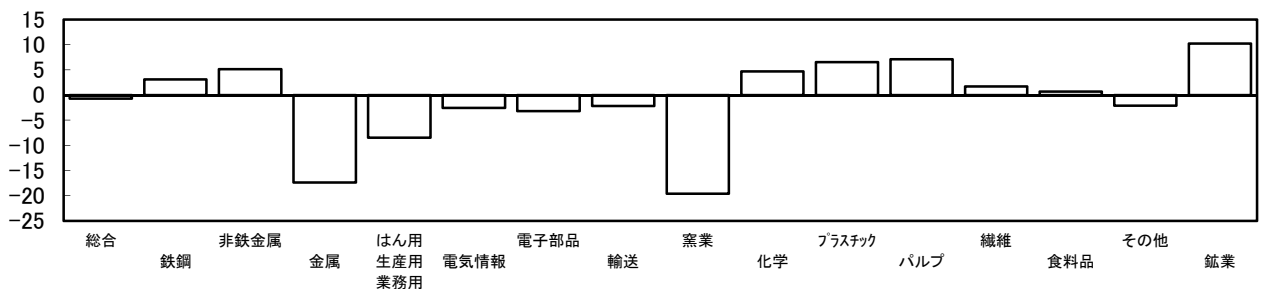 15
10
5
0
-5
-10
-15
-20
-25
総合 非鉄金属 はん用 電子部品 窯業 プラスチック 繊維 その他
生産用
鉄鋼 金属 電気情報 輸送 化学 パルプ 食料品 鉱業
業務用